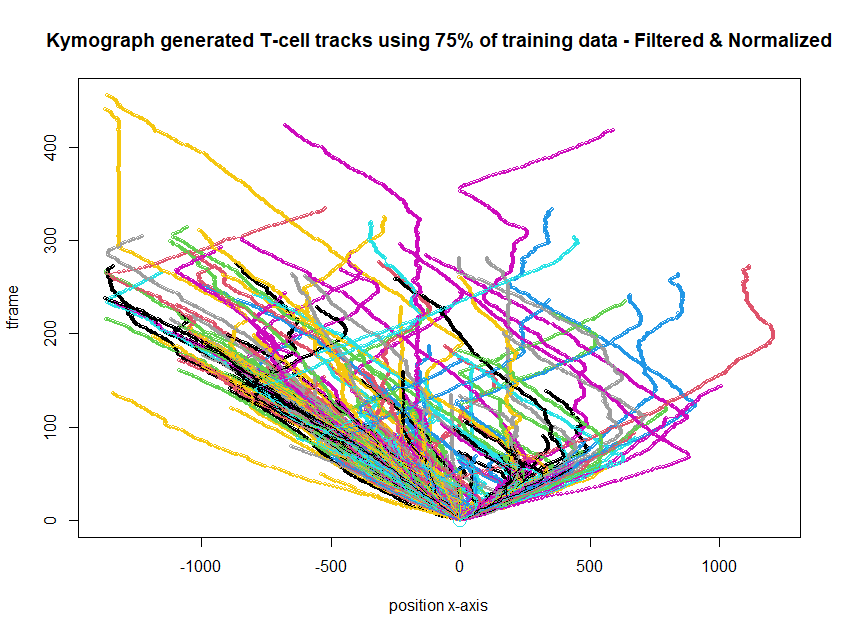 Kymograph generated T-cell tracks using 75% of training data - Filtered & Normalized
400
300
200
100
0
tframe
-1000 -500 0 500 1000
position x-axis